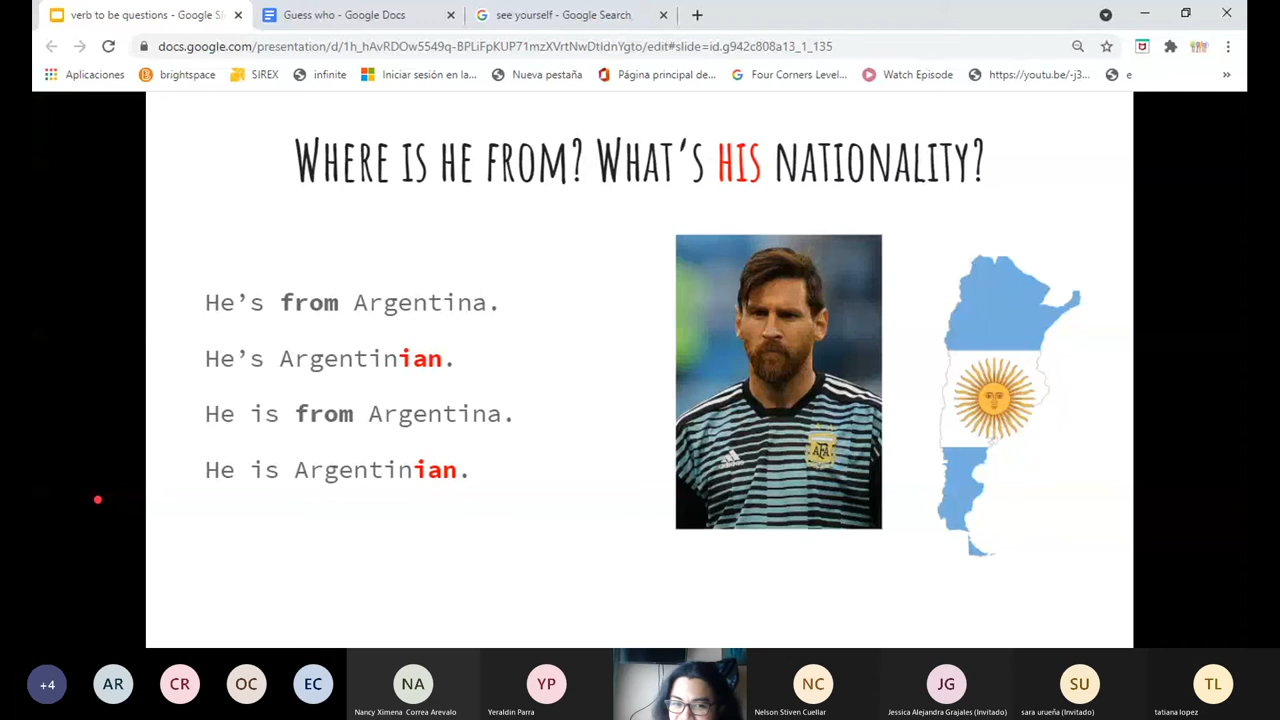 verb to be questions - Google Sl
Guess who - Google Docs
see yourself - Google Search
docs.google.com/presentation/d/1h_hAvRDOw5549q-BPLiFpKUP71mzXVrtNwDtIdnYgto/edit#slide=id.g942c808a13_1_135
Aplicaciones
brightspace
SIREX
infinite
Iniciar sesión en la...
Nueva pestaña
Página principal de...
Four Corners Level...
Watch Episode
https://youtu.be/-j3...
e
»
WHERE IS HE FROM? WHAT'S HIS NATIONALITY?
He's from Argentina.
He's Argentinian.
He is from Argentina.
He is Argentinian.
AFA
+4
AR
CR
OC
EC
NA
YP
NC
JG
SU
TL
Nancy Ximena Correa Arevalo
Yeraldin Parra
Nelson Stiven Cuellar
Jessica Alejandra Grajales (Invitado)
sara urueña (Invitado)
tatiana lopez